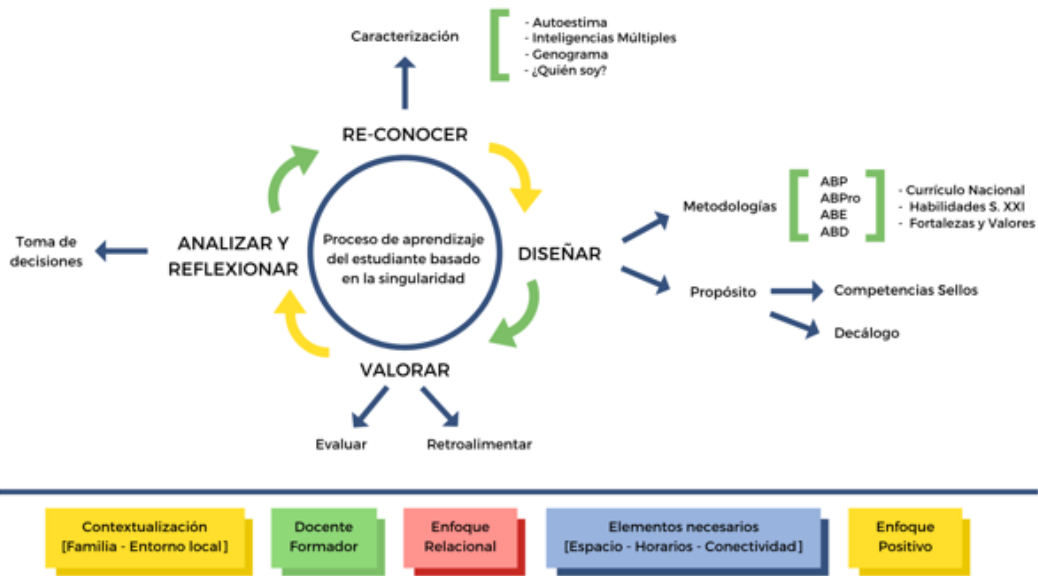 Caracterización
- Autoestima
- Inteligencias Múltiples
- Genograma
- ¿Quién soy?
RE-CONOCER
Metodologías
ABP
ABPro
ABE
ABD
- Currículo Nacional
- Habilidades S. XXI
- Fortalezas y Valores
Toma de
decisiones
ANALIZAR Y
REFLEXIONAR
Proceso de aprendizaje
del estudiante basado
en la singularidad
DISEÑAR
Propósito
Competencias Sellos
Decálogo
VALORAR
Evaluar
Retroalimentar
Contextualización
[Familia - Entorno local]
Docente
Formador
Enfoque
Relacional
Elementos necesarios
[Espacio - Horarios - Conectividad]
Enfoque
Positivo